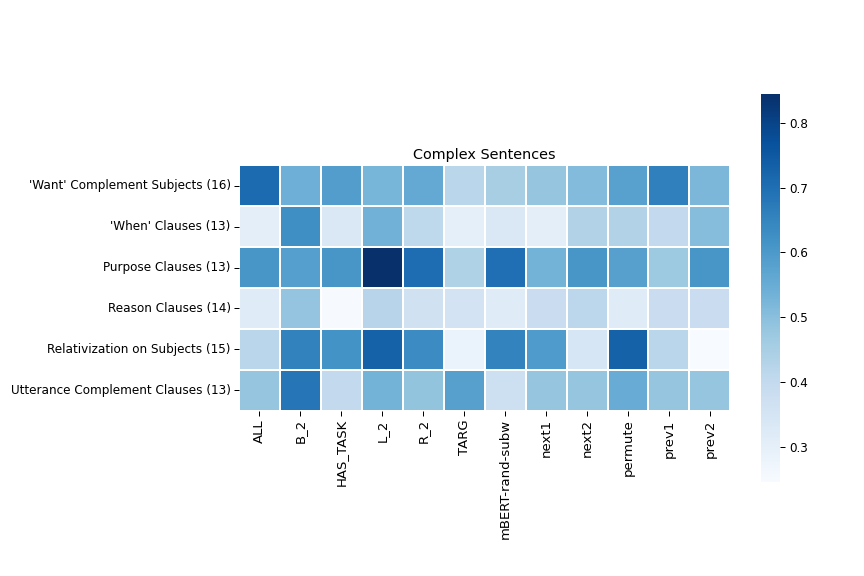 Complex Sentences
'Want' Complement Subjects (16)
'When' Clauses (13)
Purpose Clauses (13)
Reason Clauses (14)
Relativization on Subjects (15)
Utterance Complement Clauses (13)
ALL
B_2
HAS_TASK
L_2
R_2
TARG
mBERT-rand-subw
next1
next2
permute
prev1
prev2
0.8
0.7
0.6
0.5
0.4
0.3